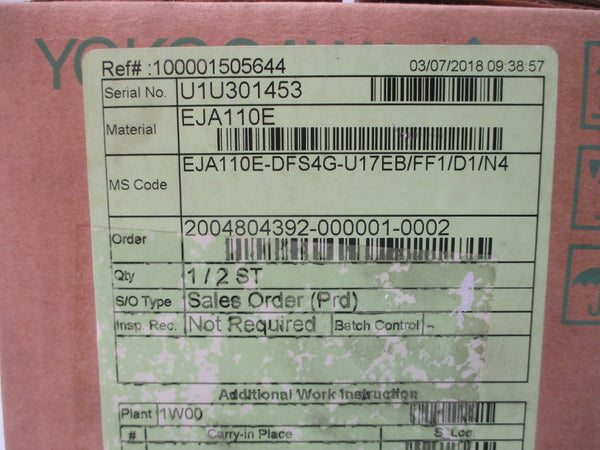 YOKOGAWA
Ref# :100001505644 03/07/2018 09:38:57
Serial No. U1U301453
Material EJA110E
MS Code EJA110E-DFS4G-U17EB/FF1/D1/N4
Order 2004804392-000001-0002
Qty 1 / 2 ST
S/O Type Sales Order (Prd)
Insp. Rec. Not Required Batch Control -
Additional Work Instruction
Plant 1W00
# Carry-in Place S Loc.